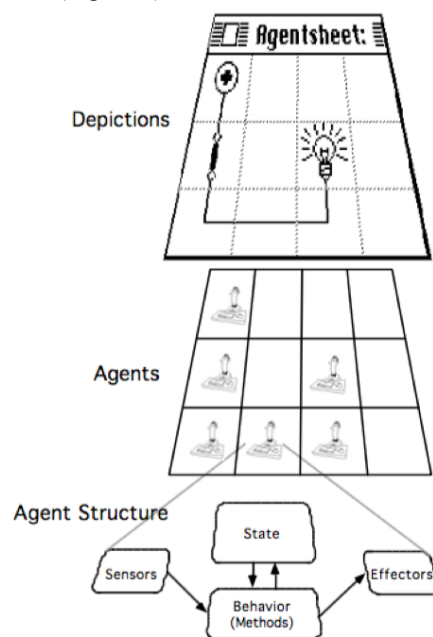 Agentsheet:
Depictions
Agents
Agent Structure
State
Sensors
Effectors
Behavior
(Methods)